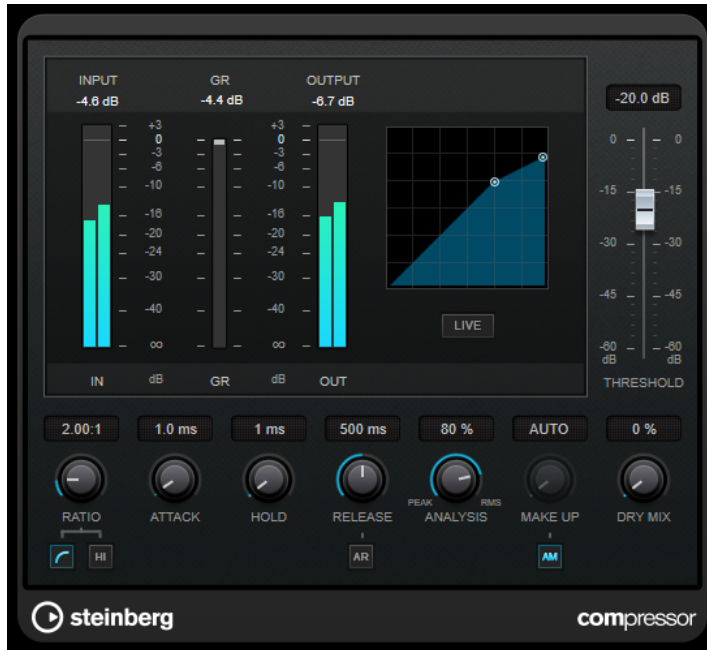 INPUT GR OUTPUT
-4.6 dB -4.4 dB -6.7 dB
-20.0 dB
+3 +3
0 0
-3 -3
-6 -6
-10 -10
-16 -16
-20 -20
-24 -24
-30 -30
-40 -40
∞ ∞
IN dB GR dB OUT
LIVE
0 0
-15 -15
-30 -30
-45 -45
-60 -60
dB dB
THRESHOLD
2.00:1 1.0 ms 1 ms 500 ms 80 % AUTO 0 %
PEAK RMS
RATIO ATTACK HOLD RELEASE ANALYSIS MAKE UP DRY MIX
HI AR AM
steinberg compressor